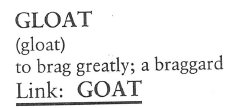 GLOAT
(gloat)
to brag greatly; a braggard
Link: GOAT